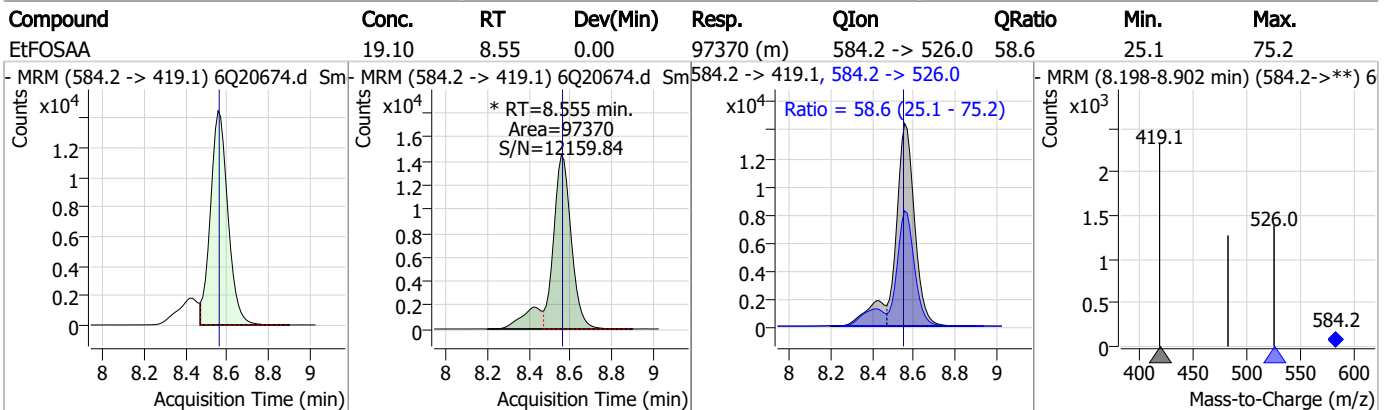 Compound Conc. RT Dev(Min) Resp. QIon QRatio Min. Max.
EtFOSAA 19.10 8.55 0.00 97370 (m) 584.2 -> 526.0 58.6 25.1 75.2
- MRM (584.2 -> 419.1) 6Q20674.d Sm
Counts
x10⁴
1.2
1
0.8
0.6
0.4
0.2
0
8 8.2 8.4 8.6 8.8 9
Acquisition Time (min)
- MRM (584.2 -> 419.1) 6Q20674.d Sm
Counts
x10⁴
* RT=8.555 min.
Area=97370
S/N=12159.84
1.6
1.4
1.2
1
0.8
0.6
0.4
0.2
0
8 8.2 8.4 8.6 8.8 9
Acquisition Time (min)
584.2 -> 419.1, 584.2 -> 526.0
Counts
x10⁴
Ratio = 58.6 (25.1 - 75.2)
1.2
1
0.8
0.6
0.4
0.2
0
8 8.2 8.4 8.6 8.8 9
Acquisition Time (min)
- MRM (8.198-8.902 min) (584.2->**) 6
Counts
x10³
419.1
526.0
584.2
2
1.5
1
0.5
0
400 450 500 550 600
Mass-to-Charge (m/z)